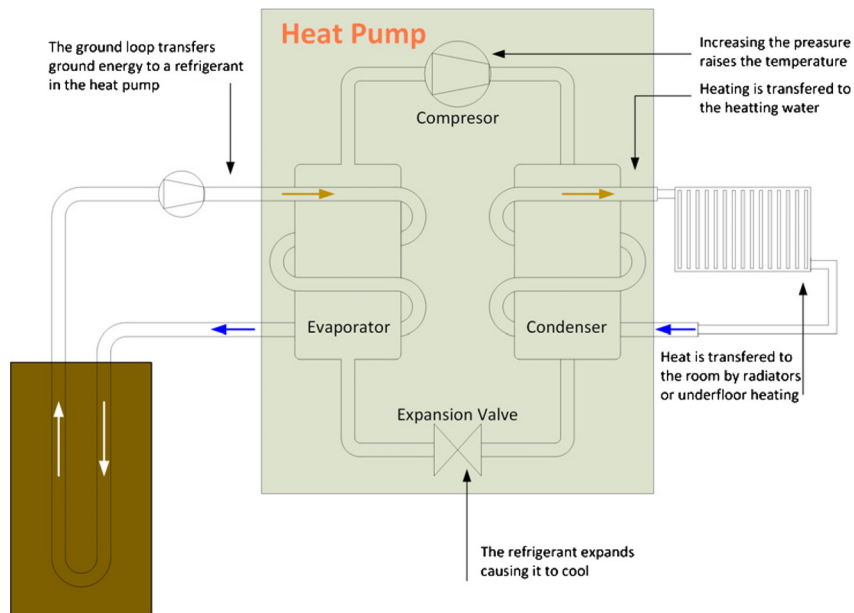 Heat Pump
The ground loop transfers
ground energy to a refrigerant
in the heat pump
Increasing the preasure
raises the temperature
Heating is transfered to
the heatting water
Compresor
Evaporator
Condenser
Heat is transfered to
the room by radiators
or underfloor heating
Expansion Valve
The refrigerant expands
causing it to cool